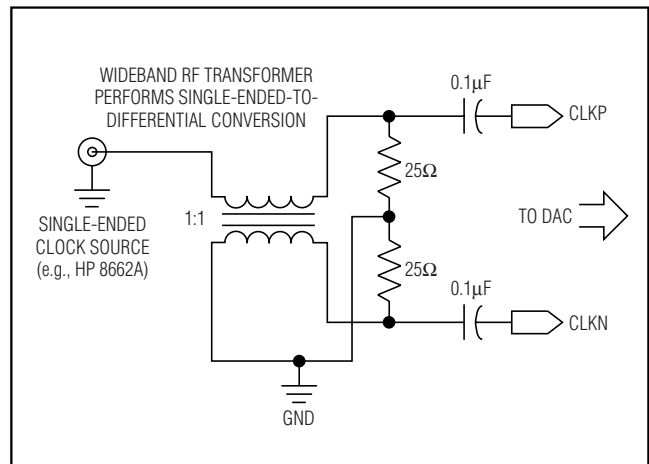 WIDEBAND RF TRANSFORMER
PERFORMS SINGLE-ENDED-TO-
DIFFERENTIAL CONVERSION
0.1μF
CLKP
25Ω
SINGLE-ENDED
CLOCK SOURCE
(e.g., HP 8662A)
1:1
TO DAC
25Ω
0.1μF
CLKN
GND